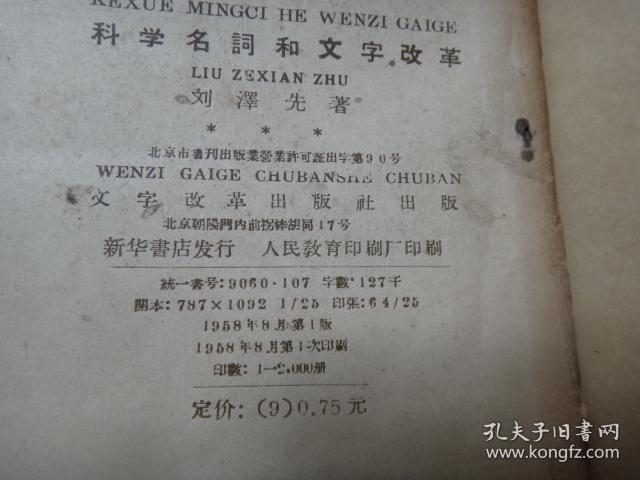 KEXUE MINGCI HE WENZI GAIGE
科学名詞和文字改革
LIU ZEXIAN ZHU
刘澤先著
* * *
北京市書刊出版業營業許可証出字第90号
WENZI GAIGE CHUBANSHE CHUBAN
文字改革出版社出版
北京朝陽門内前拐棒胡同17号
新华書店发行 人民敎育印刷厂印刷
統一書号:9060·107 字數:127千
開本:787×1092 1/25 印張:6 4/25
1958年8月第1版
1958年8月第1次印刷
印數:1—2,000册
定价:(9)0.75元
孔夫子旧書网
www.kongfz.com